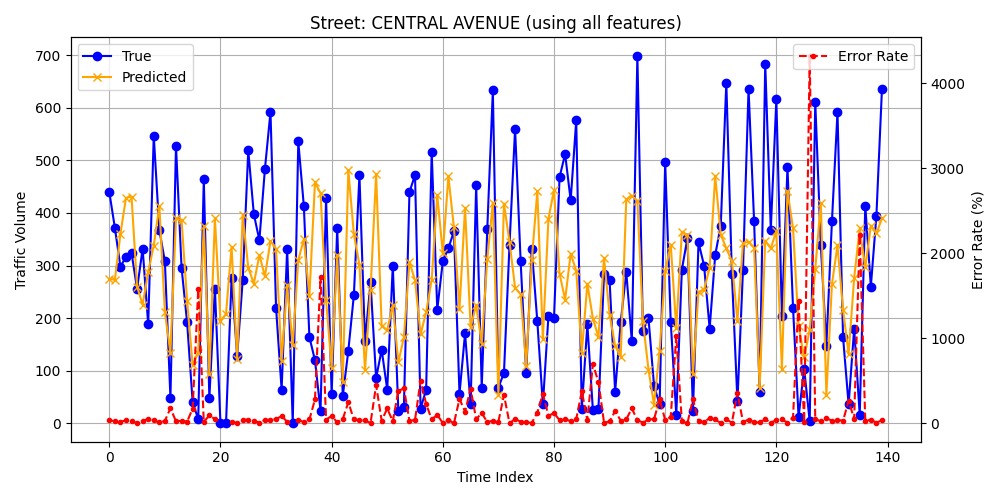 Street: CENTRAL AVENUE (using all features)
True
Predicted
Error Rate
Traffic Volume
700
600
500
400
300
200
100
0
4000
3000
2000
1000
0
Error Rate (%)
0 20 40 60 80 100 120 140
Time Index